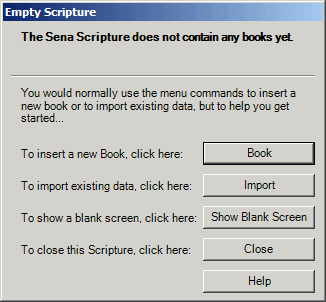 Empty Scripture
The Sena Scripture does not contain any books yet.
You would normally use the menu commands to insert a
new book or to import existing data, but to help you get
started...
To insert a new Book, click here: Book
To import existing data, click here: Import
To show a blank screen, click here: Show Blank Screen
To close this Scripture, click here: Close
Help